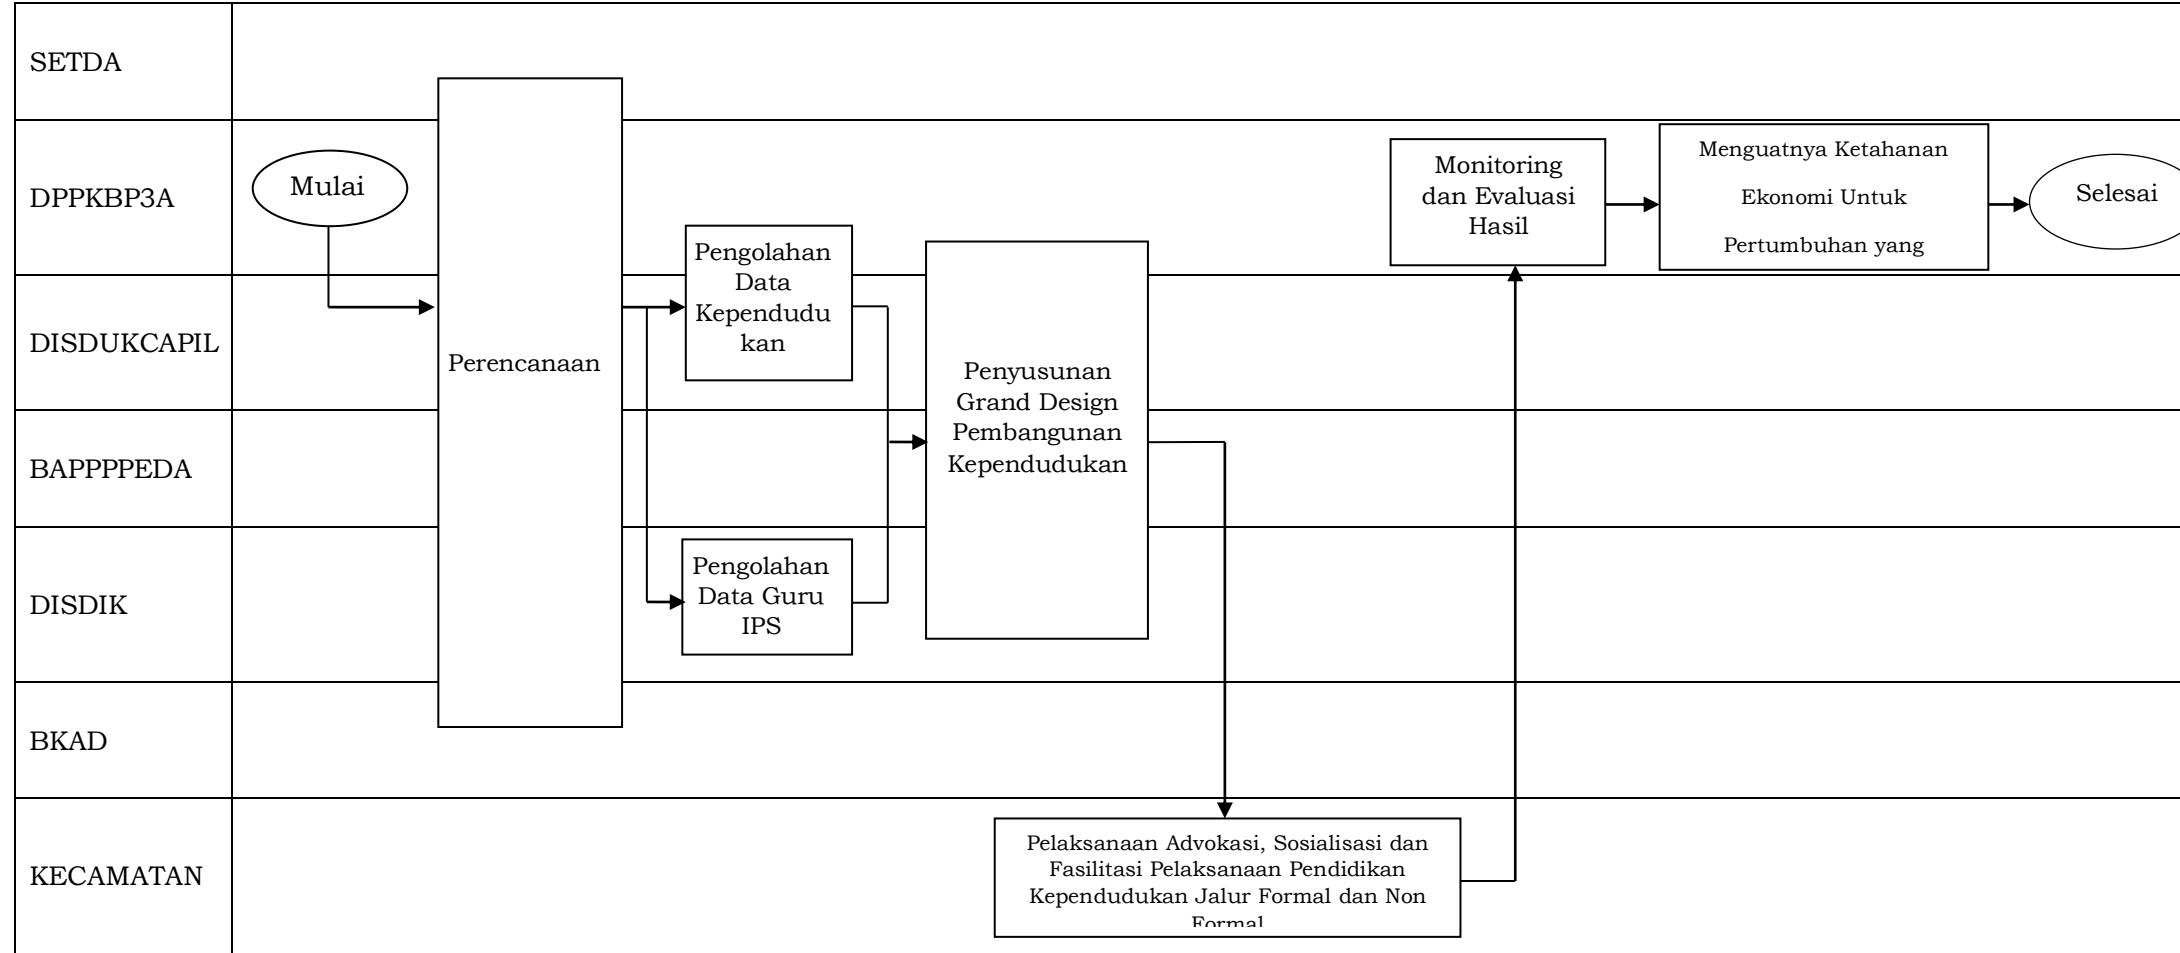 SETDA
DPPKBP3A
DISDUKCAPIL
BAPPPPEDA
DISDIK
BKAD
KECAMATAN
Mulai
Perencanaan
Pengolahan
Data
Kependudu
kan
Pengolahan
Data Guru
IPS
Penyusunan
Grand Design
Pembangunan
Kependudukan
Pelaksanaan Advokasi, Sosialisasi dan
Fasilitasi Pelaksanaan Pendidikan
Kependudukan Jalur Formal dan Non
Formal
Monitoring
dan Evaluasi
Hasil
Menguatnya Ketahanan
Ekonomi Untuk
Pertumbuhan yang
Selesai